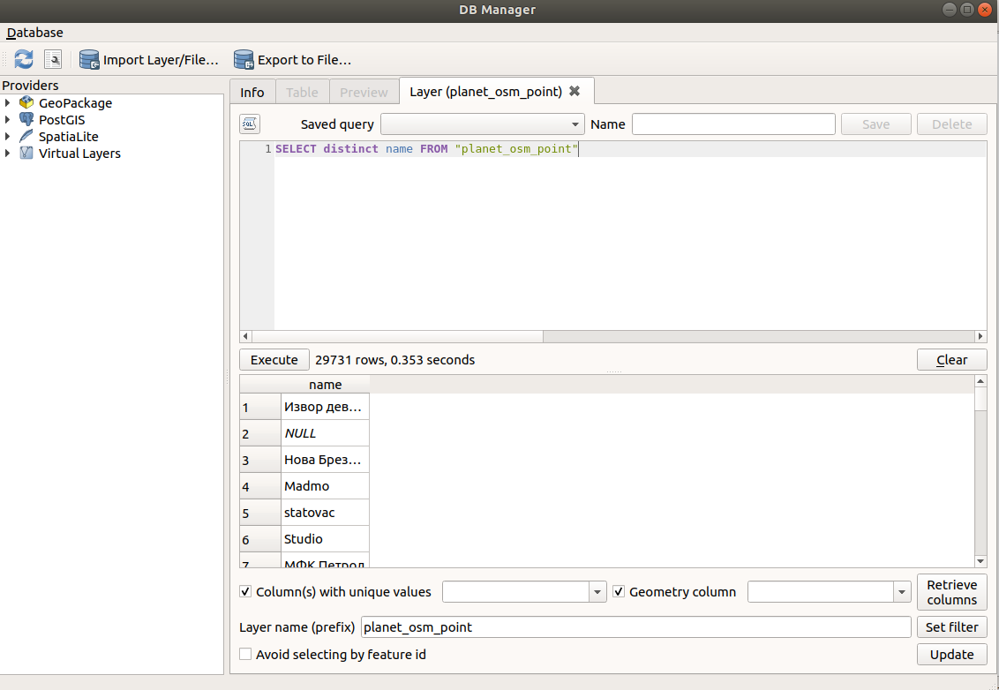 DB Manager
Database
Import Layer/File... Export to File...
Providers
GeoPackage
PostGIS
SpatiaLite
Virtual Layers
Info Table Preview Layer (planet_osm_point)
SQL Saved query Name Save Delete
1 SELECT distinct name FROM "planet_osm_point"
Execute 29731 rows, 0.353 seconds Clear
name
1 Извор дев...
2 NULL
3 Нова Брез...
4 Madmo
5 statovac
6 Studio
7 МФК Петрол
Column(s) with unique values Geometry column Retrieve columns
Layer name (prefix) planet_osm_point Set filter
Avoid selecting by feature id Update